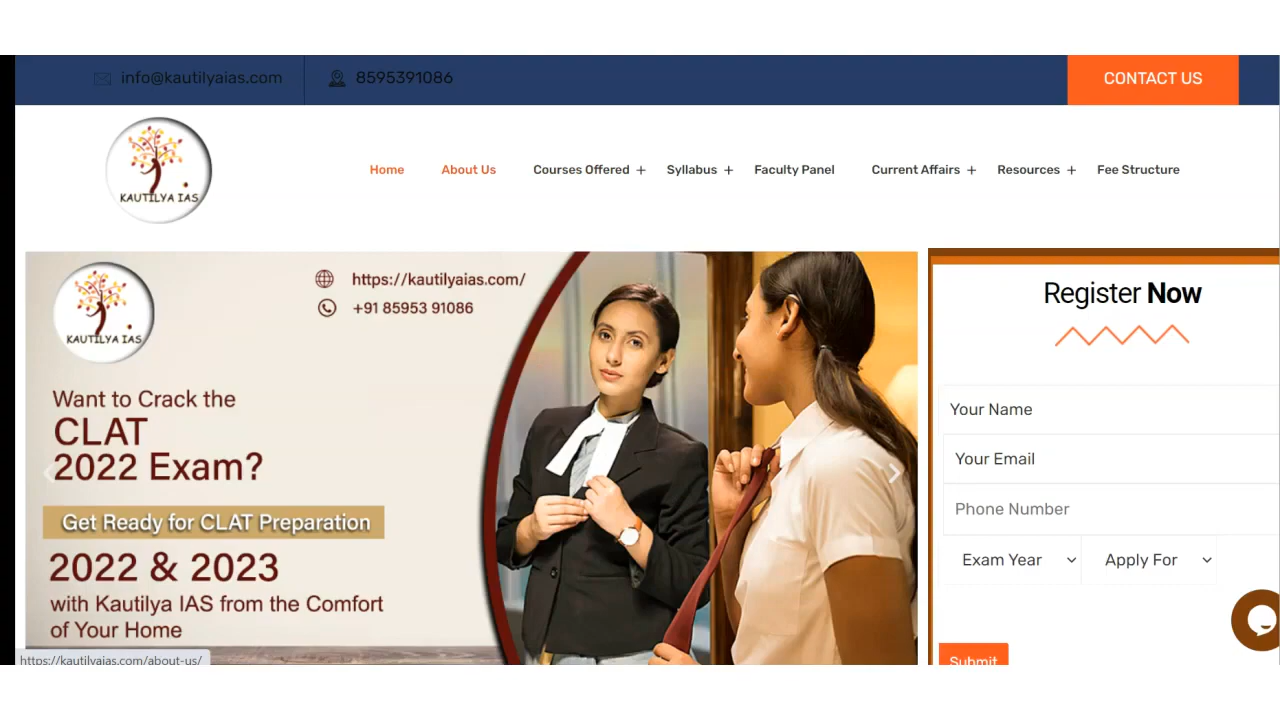 info@kautilyaias.com
8595391086
CONTACT US
KAUTILYA IAS
Home
About Us
Courses Offered +
Syllabus +
Faculty Panel
Current Affairs +
Resources +
Fee Structure
KAUTILYA IAS
https://kautilyaias.com/
+91 85953 91086
Want to Crack the
CLAT
2022 Exam?
Get Ready for CLAT Preparation
2022 & 2023
with Kautilya IAS from the Comfort
of Your Home
Register Now
Your Name
Your Email
Phone Number
Exam Year
Apply For
Submit
https://kautilyaias.com/about-us/